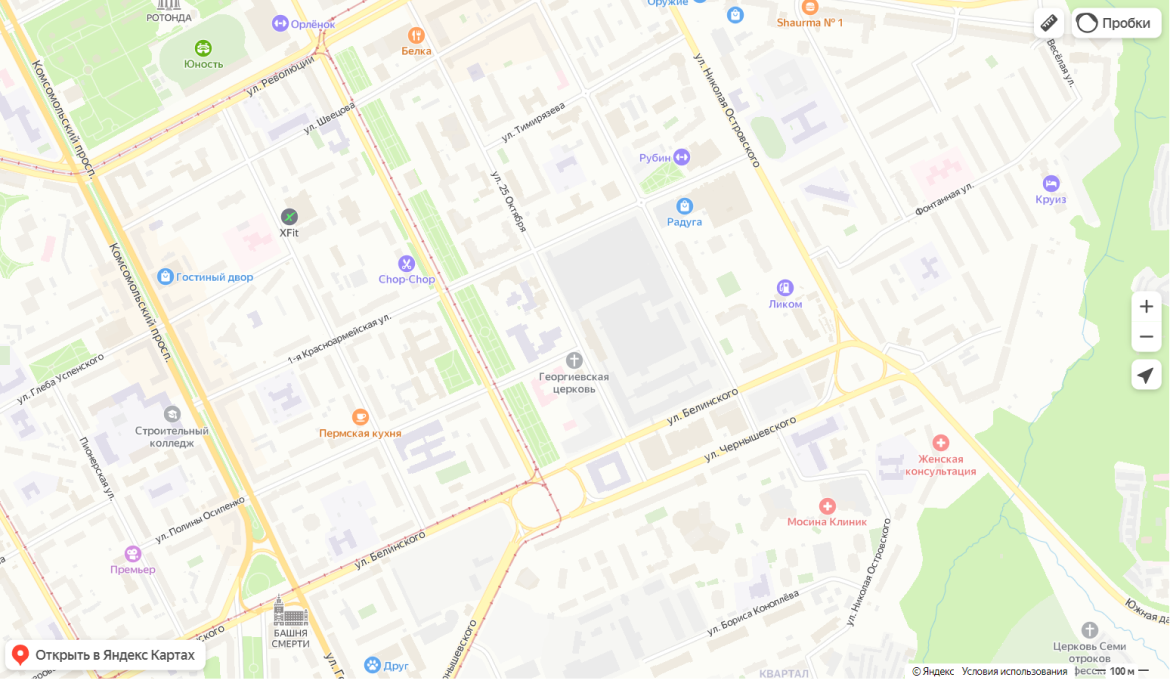 РОТОНДА
Орлёнок
Юность
Белка
Оружие
Shaurma № 1
Пробки
Весёлая ул.
Комсомольский просп.
ул. Революции
ул. Швецова
ул. Тимирязева
ул. Николая Островского
Рубин
ул. 25 Октября
Радуга
Фонтанная ул.
Круиз
XFit
Chop-Chop
Гостиный двор
Комсомольский просп.
Ликом
1-я Красноармейская ул.
ул. Глеба Успенского
Георгиевская
церковь
Строительный
колледж
Пермская кухня
ул. Белинского
ул. Чернышевского
Женская
консультация
Пионерская ул.
ул. Полины Осипенко
Мосина Клиник
Премьер
ул. Белинского
ул. Николая Островского
ул. Бориса Коноплёва
БАШНЯ
СМЕРТИ
Друг
КВАРТАЛ
Церковь Семи
отроков
Открыть в Яндекс Картах
© Яндекс Условия использования 100 м